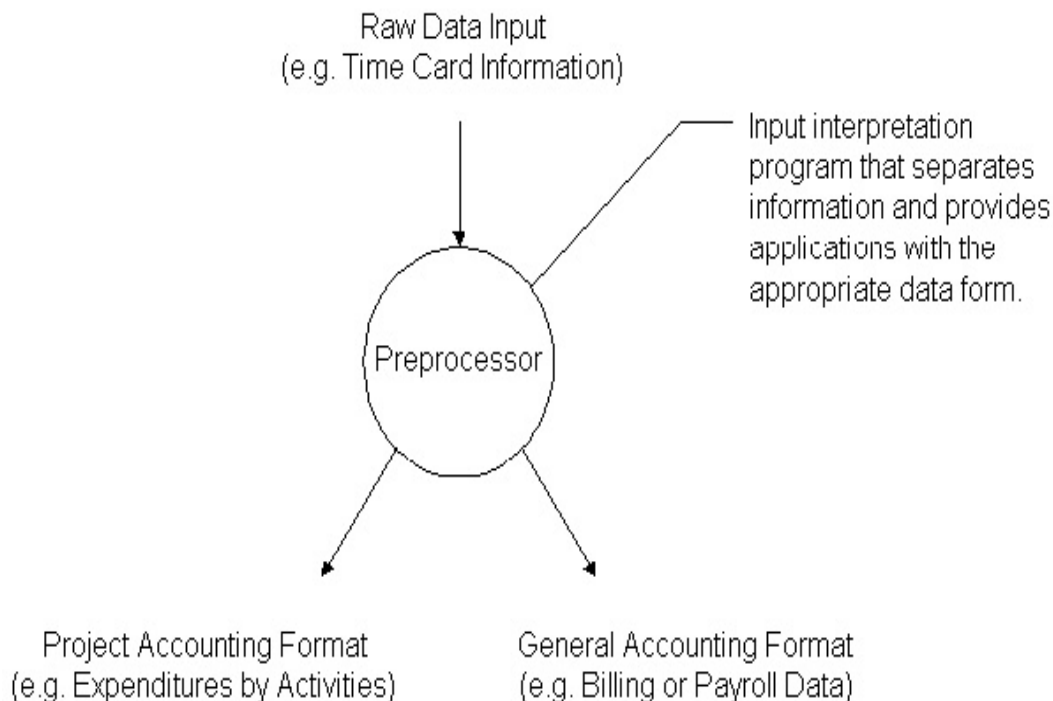 Raw Data Input
(e.g. Time Card Information)
Input interpretation
program that separates
information and provides
applications with the
appropriate data form.
Preprocessor
Project Accounting Format
(e.g. Expenditures by Activities)
General Accounting Format
(e.g. Billing or Payroll Data)